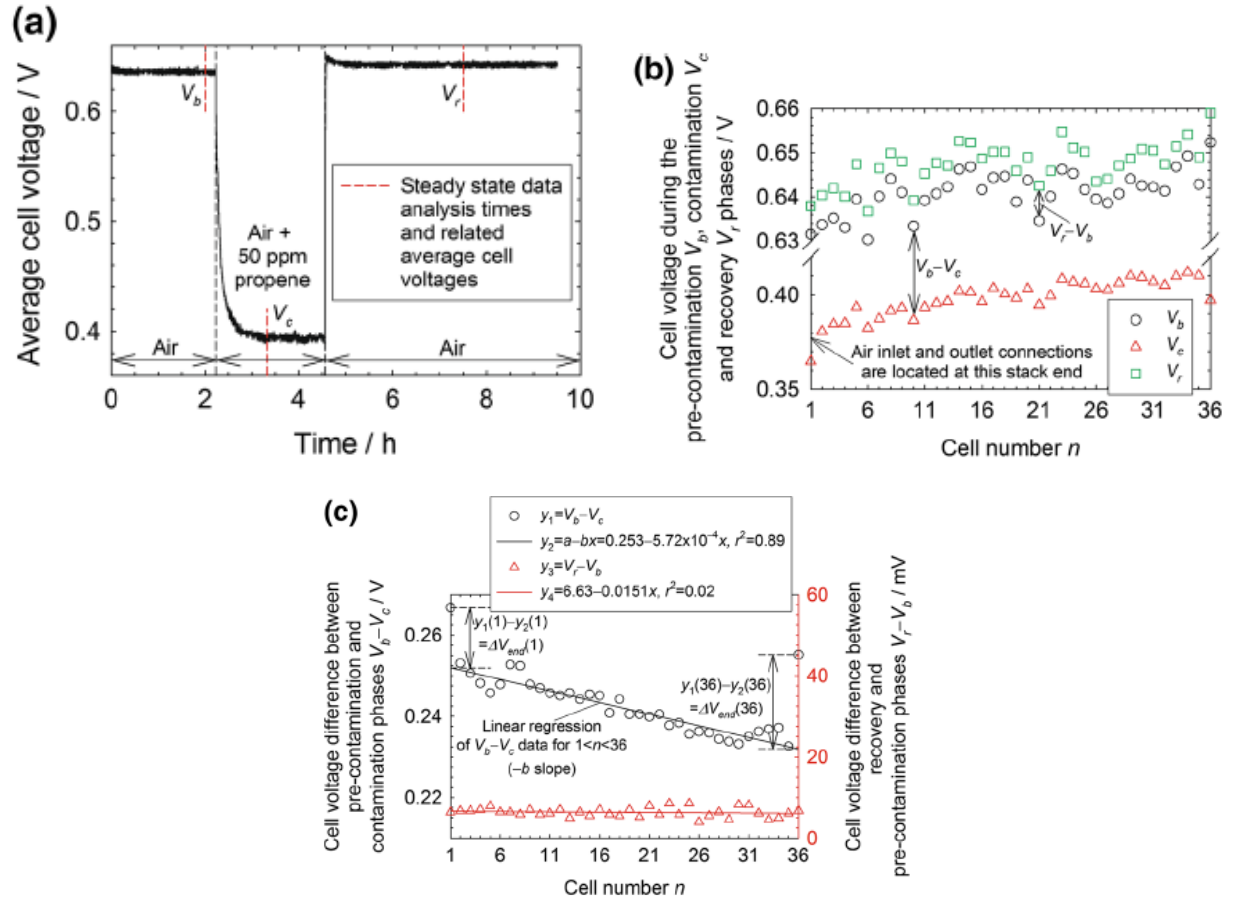 (a)
Average cell voltage / V
0.6
0.5
0.4
V_b
V_r
Air +
50 ppm
propene
V_c
Steady state data
analysis times
and related
average cell
voltages
Air
Air
0
2
4
6
8
10
Time / h
(b)
Cell voltage during the
pre-contamination V_b, contamination V_c
and recovery V_r phases / V
0.66
0.65
0.64
0.63
0.40
0.35
V_r–V_b
V_b–V_c
Air inlet and outlet connections
are located at this stack end
V_b
V_c
V_r
1
6
11
16
21
26
31
36
Cell number n
(c)
y_1=V_b–V_c
y_2=a–bx=0.253–5.72x10^-4x, r^2=0.89
y_3=V_r–V_b
y_4=6.63–0.0151x, r^2=0.02
Cell voltage difference between
pre-contamination and
contamination phases V_b–V_c / V
0.26
0.24
0.22
y_1(1)–y_2(1)
=ΔV_end(1)
y_1(36)–y_2(36)
=ΔV_end(36)
Linear regression
of V_b–V_c data for 1<n<36
(–b slope)
60
40
20
0
Cell voltage difference between
recovery and
pre-contamination phases V_r–V_b / mV
1
6
11
16
21
26
31
36
Cell number n